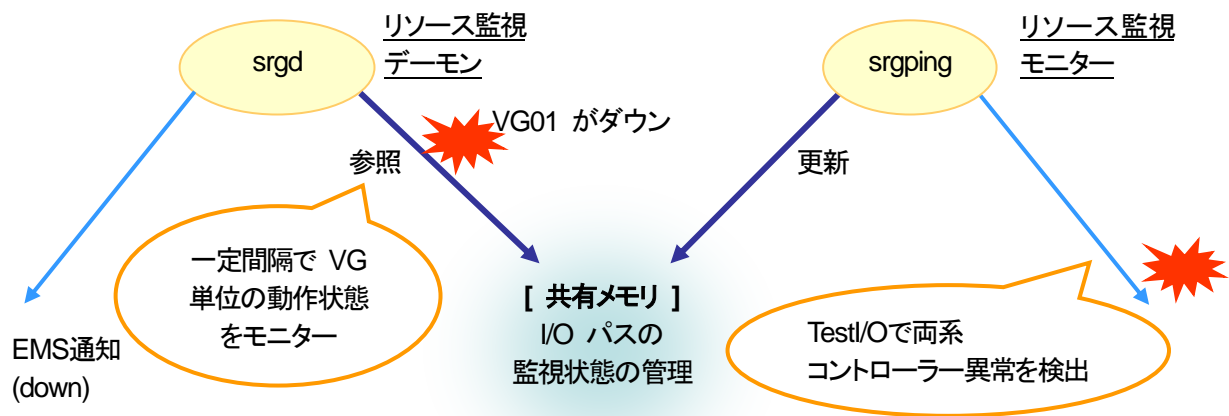 srgd
リソース監視
デーモン
srgping
リソース監視
モニター
VG01 がダウン
参照
更新
一定間隔で VG
単位の動作状態
をモニター
[ 共有メモリ ]
I/O パスの
監視状態の管理
TestI/Oで両系
コントローラー異常を検出
EMS通知
(down)